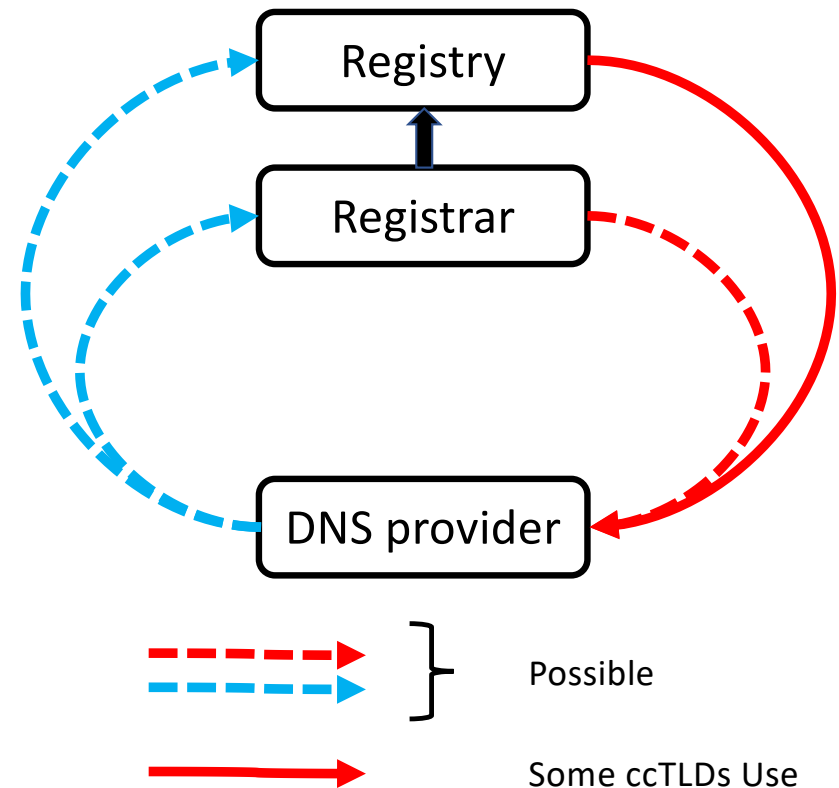 Registry
Registrar
DNS provider
Possible
Some ccTLDs Use